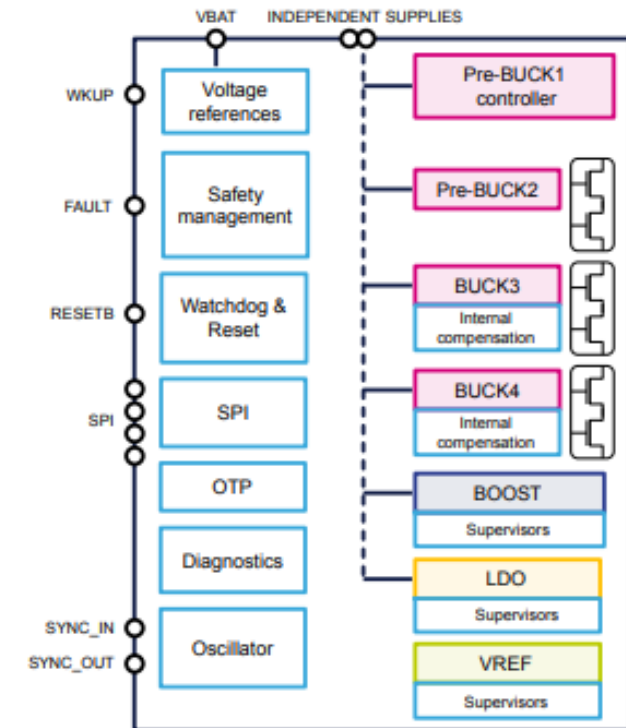 VBAT
INDEPENDENT SUPPLIES
WKUP
Voltage
references
FAULT
Safety
management
RESETB
Watchdog &
Reset
SPI
SPI
OTP
Diagnostics
SYNC_IN
SYNC_OUT
Oscillator
Pre-BUCK1
controller
Pre-BUCK2
BUCK3
Internal
compensation
BUCK4
Internal
compensation
BOOST
Supervisors
LDO
Supervisors
VREF
Supervisors